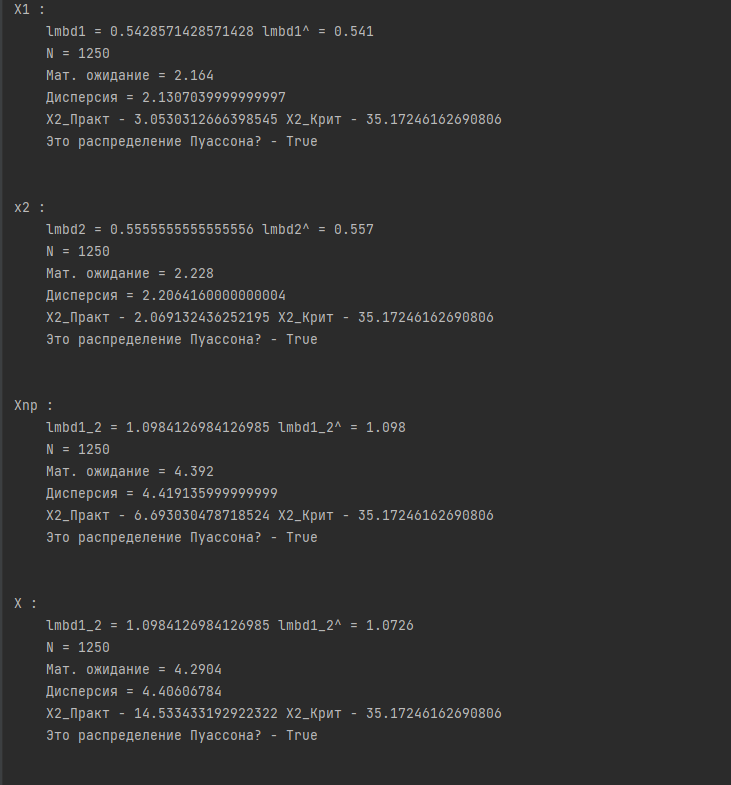 X1 :
lmbd1 = 0.5428571428571428 lmbd1^ = 0.541
N = 1250
Мат. ожидание = 2.164
Дисперсия = 2.1307039999999997
X2_Практ - 3.0530312666398545 X2_Крит - 35.17246162690806
Это распределение Пуассона? - True
x2 :
lmbd2 = 0.5555555555555556 lmbd2^ = 0.557
N = 1250
Мат. ожидание = 2.228
Дисперсия = 2.2064160000000004
X2_Практ - 2.069132436252195 X2_Крит - 35.17246162690806
Это распределение Пуассона? - True
Xnp :
lmbd1_2 = 1.0984126984126985 lmbd1_2^ = 1.098
N = 1250
Мат. ожидание = 4.392
Дисперсия = 4.419135999999999
X2_Практ - 6.693030478718524 X2_Крит - 35.17246162690806
Это распределение Пуассона? - True
X :
lmbd1_2 = 1.0984126984126985 lmbd1_2^ = 1.0726
N = 1250
Мат. ожидание = 4.2904
Дисперсия = 4.40606784
X2_Практ - 14.533433192922322 X2_Крит - 35.17246162690806
Это распределение Пуассона? - True